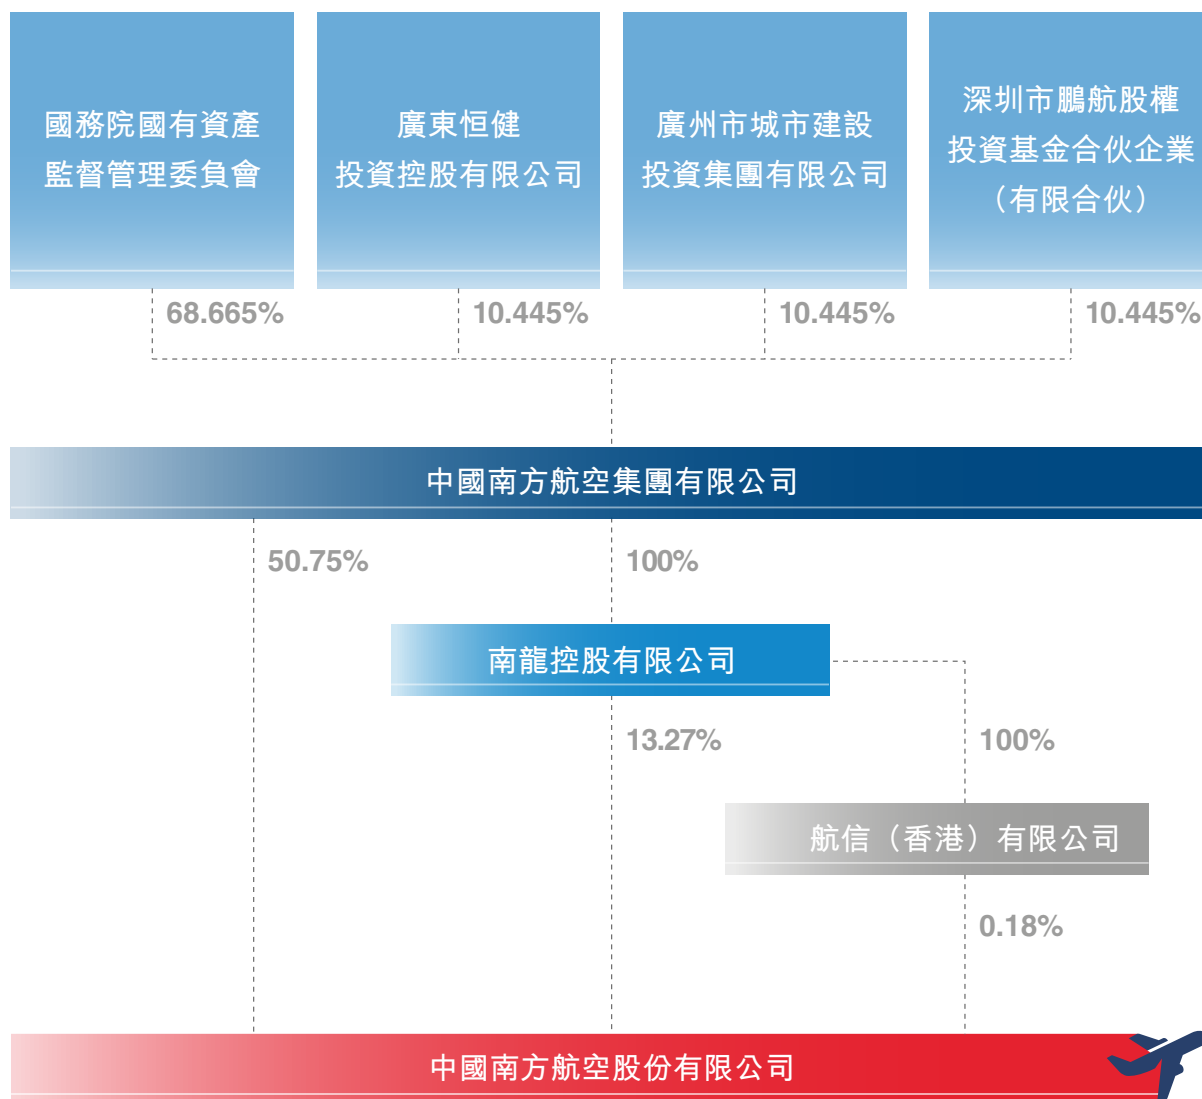 國務院國有資產
監督管理委員會
廣東恒健
投資控股有限公司
廣州市城市建設
投資集團有限公司
深圳市鵬航股權
投資基金合伙企業
（有限合伙）
68.665%
10.445%
10.445%
10.445%
中國南方航空集團有限公司
50.75%
100%
南龍控股有限公司
13.27%
100%
航信（香港）有限公司
0.18%
中國南方航空股份有限公司